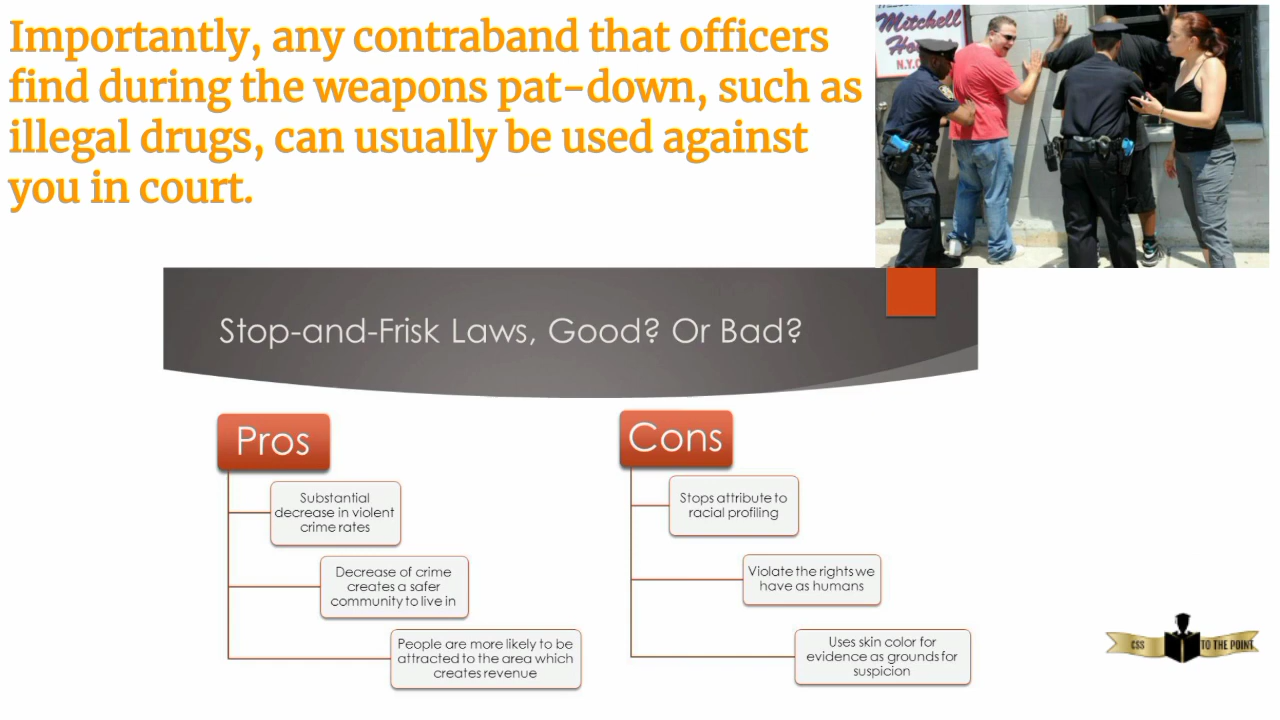 Importantly, any contraband that officers
find during the weapons pat-down, such as
illegal drugs, can usually be used against
you in court.
Mitchell
N.Y.
Stop-and-Frisk Laws, Good? Or Bad?
Pros
Substantial
decrease in violent
crime rates
Decrease of crime
creates a safer
community to live in
People are more likely to be
attracted to the area which
creates revenue
Cons
Stops attribute to
racial profiling
Violate the rights we
have as humans
Uses skin color for
evidence as grounds for
suspicion
CSS TO THE POINT